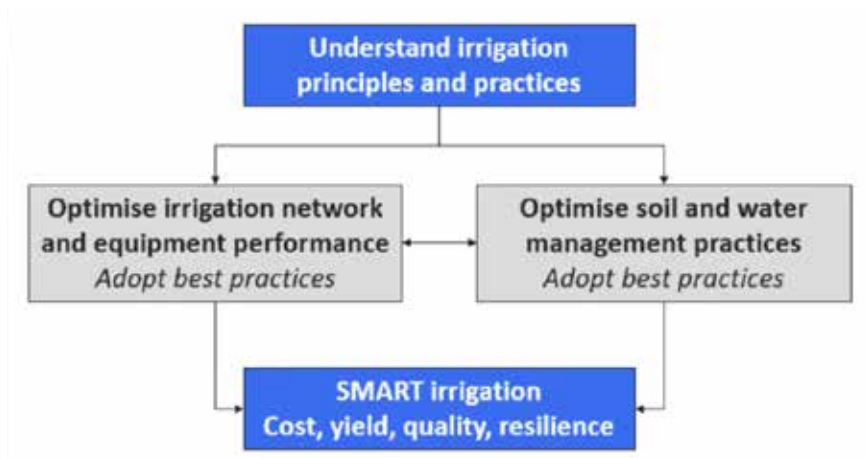 Understand irrigation
principles and practices
Optimise irrigation network
and equipment performance
Adopt best practices
Optimise soil and water
management practices
Adopt best practices
SMART irrigation
Cost, yield, quality, resilience